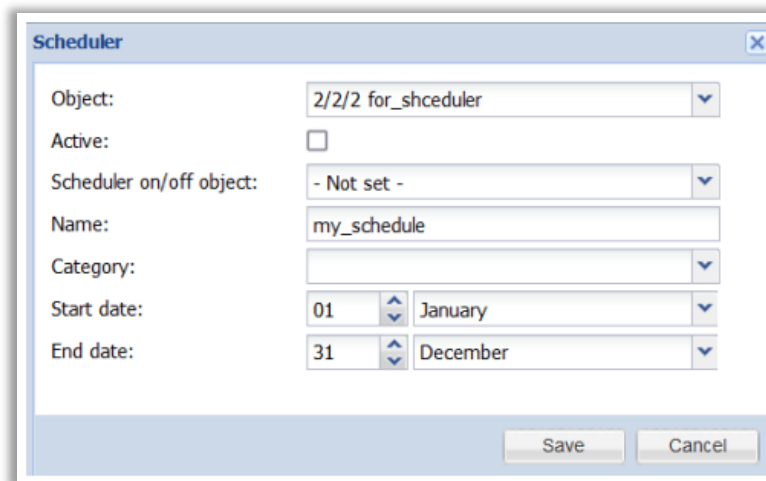 Scheduler
Object: 2/2/2 for_shceduler
Active:
Scheduler on/off object: - Not set -
Name: my_schedule
Category:
Start date: 01 January
End date: 31 December
Save Cancel